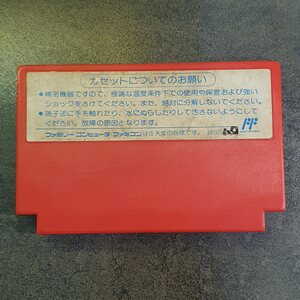 カセットについてのお願い
●精密機器ですので、極端な温度条件下での使用や保管および強い
ショックをさけてください。また、絶対に分解しないでください。
●端子部に手を触れたり、水にぬらしたりして汚さないようにして
ください。故障の原因となります。
ファミリーコンピュータ・ファミコンは任天堂の商標です。
FF